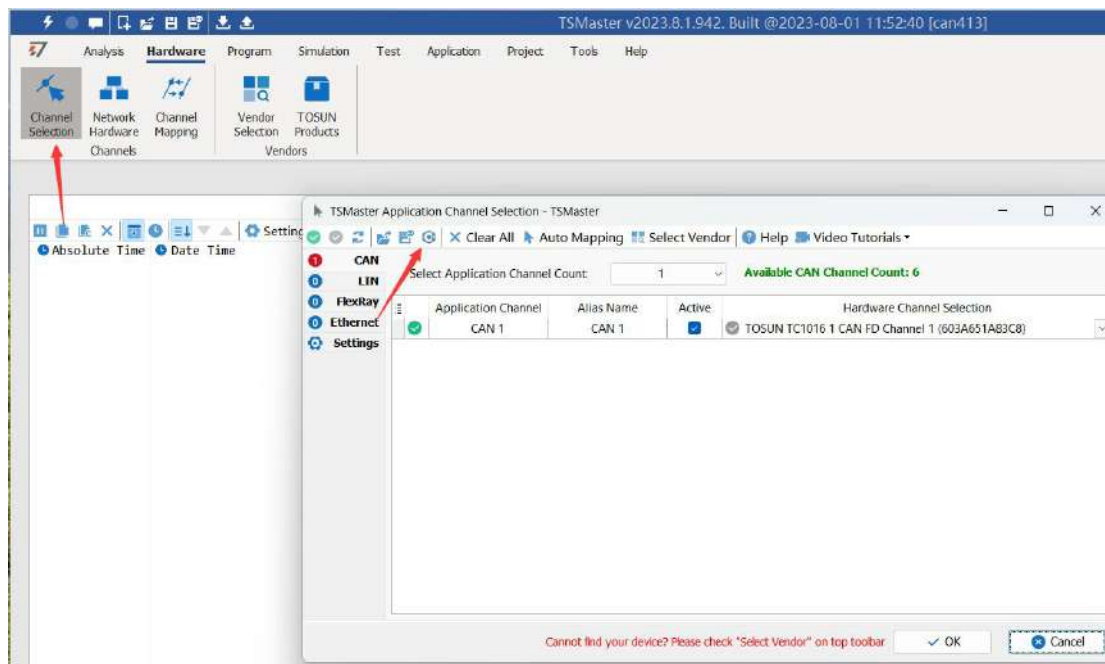 TSMaster v2023.8.1.942. Built @2023-08-01 11:52:40 [can413]
Analysis Hardware Program Simulation Test Application Project Tools Help
Channel Selection
Network Hardware
Channel Mapping
Vendor Selection
TOSUN Products
Channels
Vendors
TSMaster Application Channel Selection - TSMaster
Setting
Clear All Auto Mapping Select Vendor Help Video Tutorials
Absolute Time Date Time
1 CAN
0 LIN
0 FlexRay
0 Ethernet
Settings
Select Application Channel Count: 1 Available CAN Channel Count: 6
Application Channel Alias Name Active Hardware Channel Selection
CAN 1 CAN 1 TOSUN TC1016 1 CAN FD Channel 1 (603A651A83C8)
Cannot find your device? Please check "Select Vendor" on top toolbar
OK
Cancel